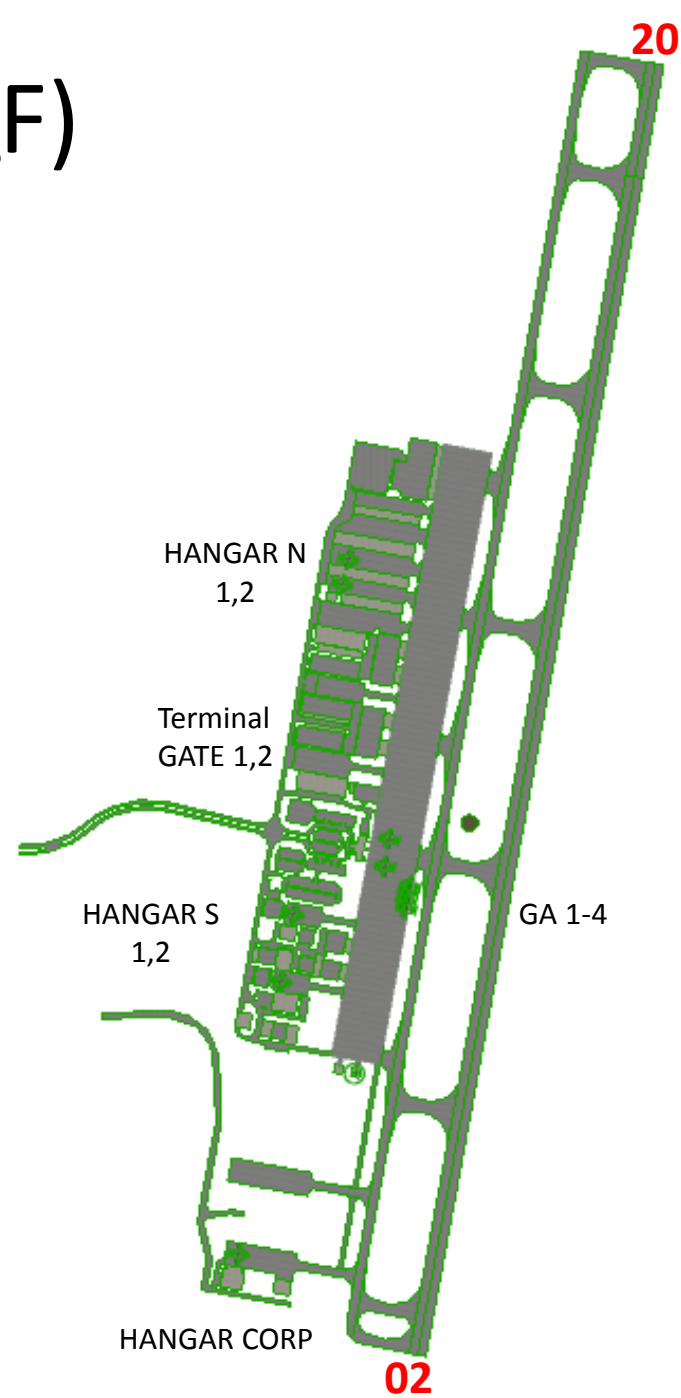 20
F)
HANGAR N
1,2
Terminal
GATE 1,2
HANGAR S
1,2
GA 1-4
HANGAR CORP
02